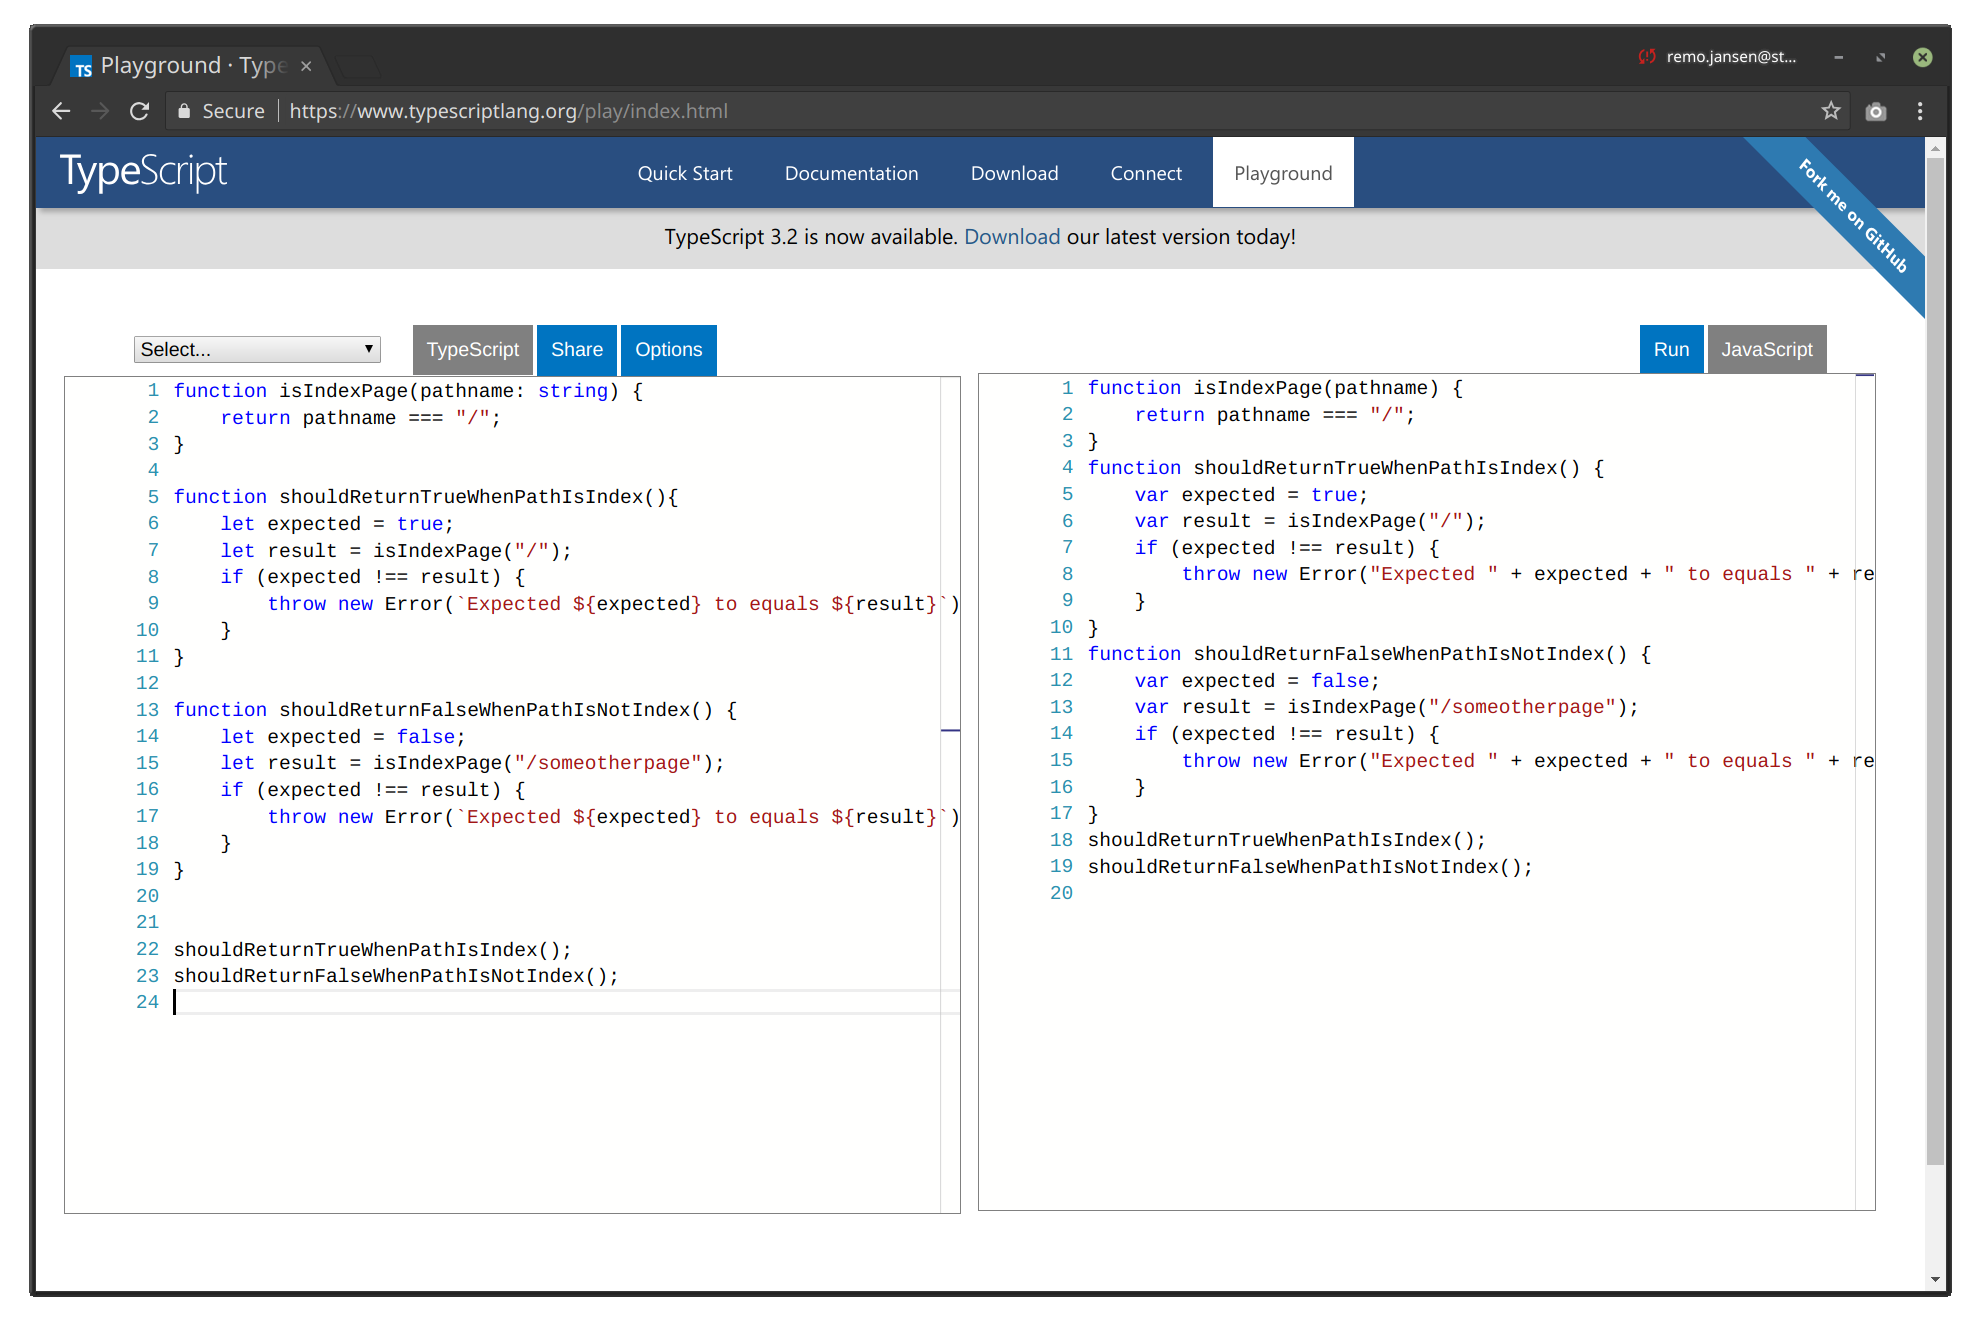 TS Playground · Type
remo.jansen@st...
Secure https://www.typescriptlang.org/play/index.html
TypeScript
Quick Start Documentation Download Connect Playground
Fork me on GitHub
TypeScript 3.2 is now available. Download our latest version today!
Select... TypeScript Share Options
1 function isIndexPage(pathname: string) {
2     return pathname === "/";
3 }
4
5 function shouldReturnTrueWhenPathIsIndex(){
6     let expected = true;
7     let result = isIndexPage("/");
8     if (expected !== result) {
9         throw new Error(`Expected ${expected} to equals ${result}`)
10     }
11 }
12
13 function shouldReturnFalseWhenPathIsNotIndex() {
14     let expected = false;
15     let result = isIndexPage("/someotherpage");
16     if (expected !== result) {
17         throw new Error(`Expected ${expected} to equals ${result}`)
18     }
19 }
20
21
22 shouldReturnTrueWhenPathIsIndex();
23 shouldReturnFalseWhenPathIsNotIndex();
24
Run JavaScript
1 function isIndexPage(pathname) {
2     return pathname === "/";
3 }
4 function shouldReturnTrueWhenPathIsIndex() {
5     var expected = true;
6     var result = isIndexPage("/");
7     if (expected !== result) {
8         throw new Error("Expected " + expected + " to equals " + re
9     }
10 }
11 function shouldReturnFalseWhenPathIsNotIndex() {
12     var expected = false;
13     var result = isIndexPage("/someotherpage");
14     if (expected !== result) {
15         throw new Error("Expected " + expected + " to equals " + re
16     }
17 }
18 shouldReturnTrueWhenPathIsIndex();
19 shouldReturnFalseWhenPathIsNotIndex();
20